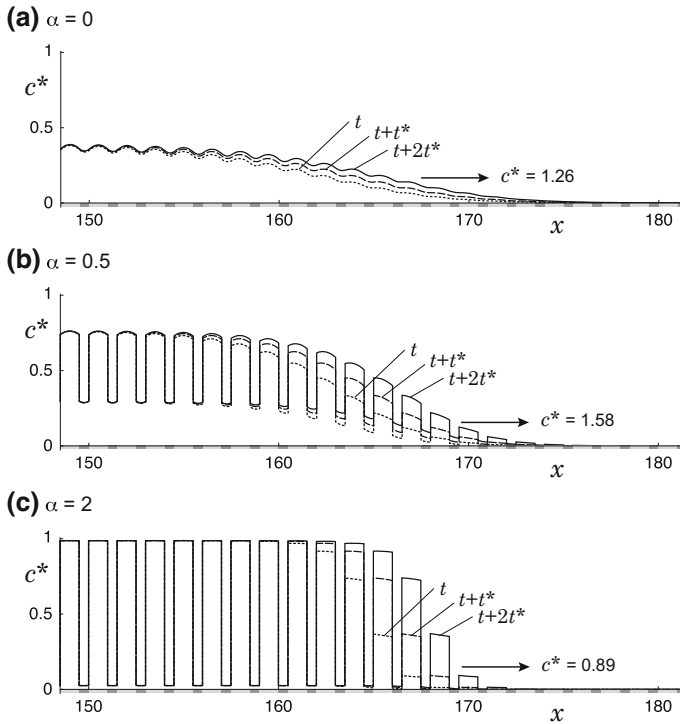 (a) α = 0
1
c*
0.5
0
t
t+t*
t+2t*
c* = 1.26
150
160
170
180
x
(b) α = 0.5
1
c*
0.5
0
t
t+t*
t+2t*
c* = 1.58
150
160
170
180
x
(c) α = 2
1
c*
0.5
0
t
t+t*
t+2t*
c* = 0.89
150
160
170
180
x